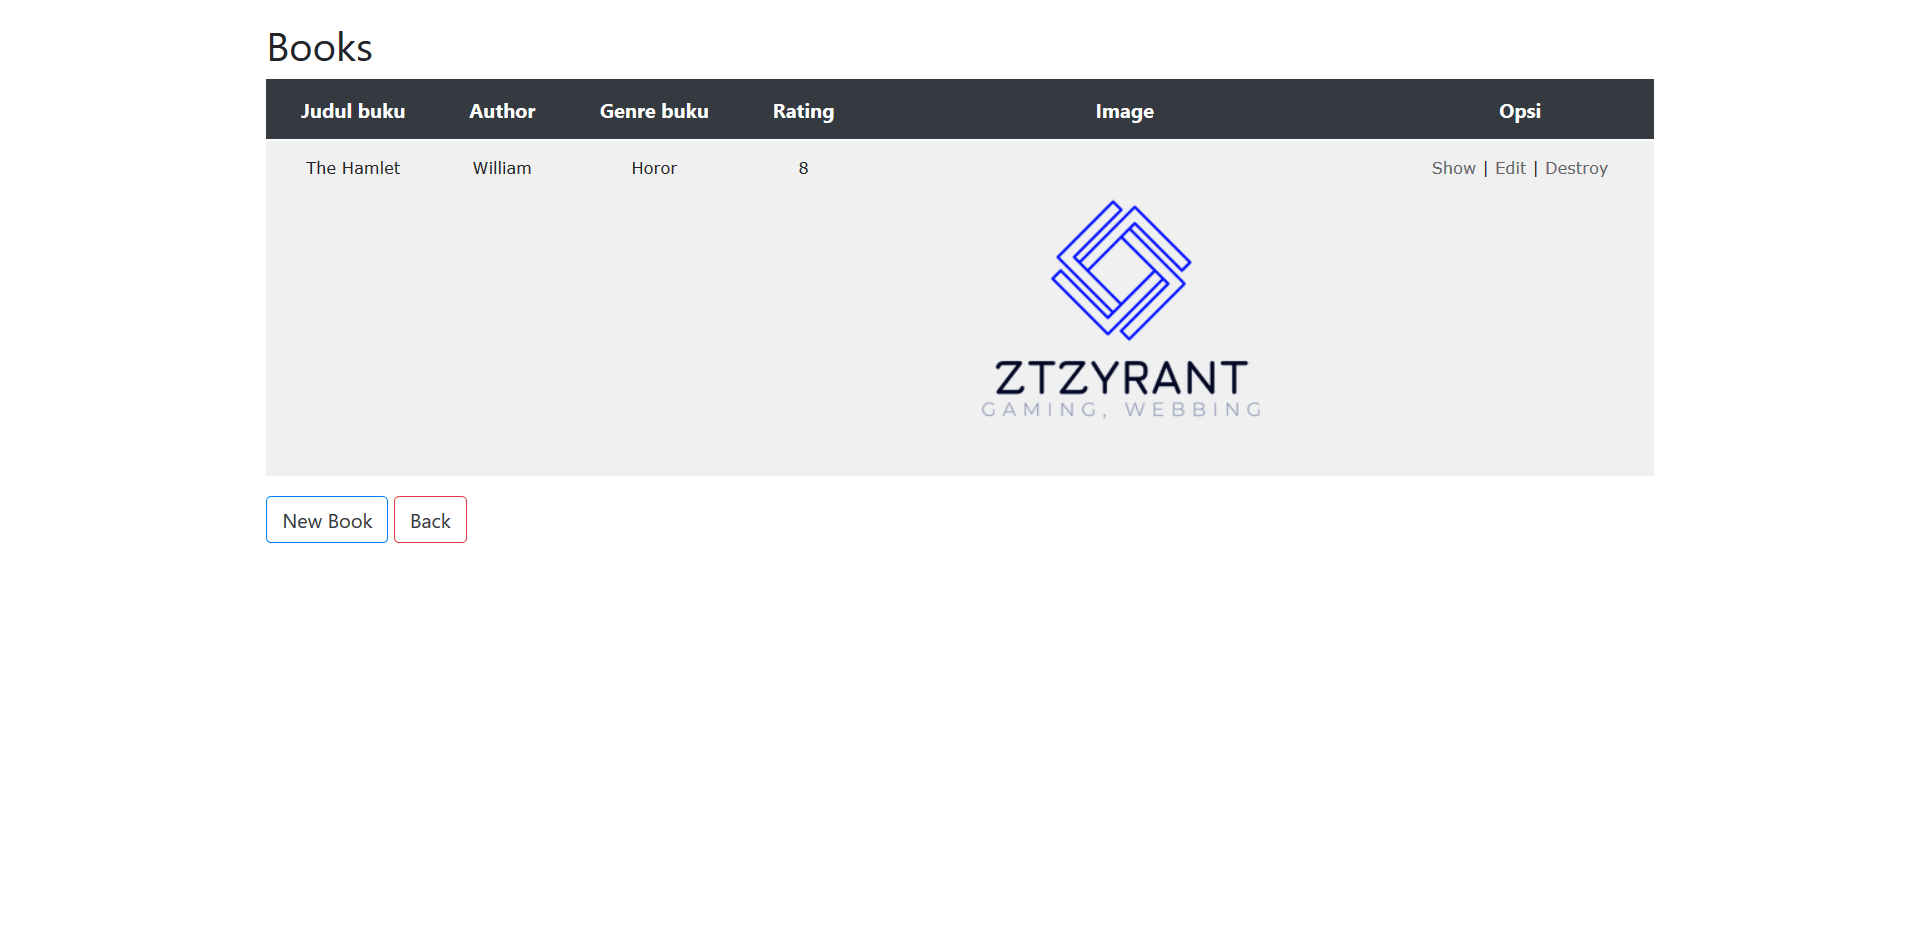 Books
Judul buku Author Genre buku Rating Image Opsi
The Hamlet William Horor 8 Show | Edit | Destroy
ZTZYRANT
GAMING, WEBBING
New Book Back